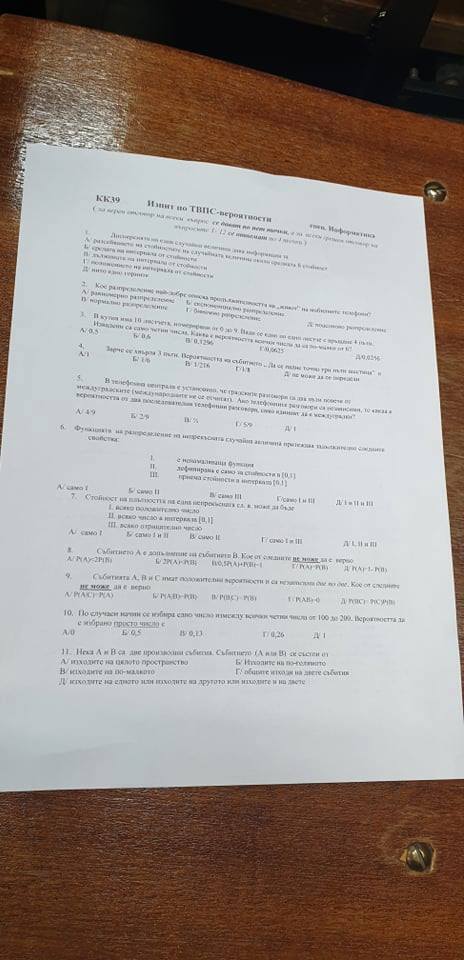 КК39 Изпит по ТВПС-вероятности спец. Информатика
( за верен отговор на всеки въпрос се дават по пет точки, а за всеки грешен отговор на
въпросите 1- 12 се отнемат по 1 точка )
1. Дисперсията на една случайна величина дава информация за
А/ разсейването на стойностите на случайната величина около средната й стойност
Б/ средата на интервала от стойности
В/ дължината на интервала от стойности
Г/ положението на интервала от стойности
Д/ нито едно горните
2. Кое разпределение най-добре описва продължителността на „живот" на мобилните телефони?
А/ равномерно разпределение Б/ експоненциално разпределение Д/ подусловно разпределение
В/ нормално разпределение Г/ биномно разпределение
3. В кутия има 10 листчета, номерирани от 0 до 9. Вади се едно по едно листче с връщане 4 пъти.
Извадени са само четни числа. Каква е вероятността всички числа да са по-малки от 6?
А/ 0,5 Б/ 0,6 В/ 0,1296 Г/0,0625 Д/0,0256
4. Зарче се хвърля 3 пъти. Вероятността на събитието „ Да се падне точно три пъти шестица" е
А/1 Б/ 1/6 В/ 1/216 Г/1/8 Д/ не може да се определи
5. В телефонна централа е установено, че градските разговори са два пъти повече от
междуградските (международните не се отчитат). Ако телефонните разговори са независими, то каква е
вероятността от два последователни телефонни разговора, само единият да е междуградски?
А/ 4/9 Б/ 2/9 В/ ½ Г/ 5/9 Д/ 1
6. Функцията на разпределение на непрекъсната случайна величина притежава задължително следните
свойства:
I. е ненамаляваща функция
II. дефинирана е само за стойности в [0,1]
III. приема стойности в интервала [0,1]
А/ само I Б/ само II В/ само III Г/само I и III Д/ I и II и III
7. Стойност на плътността на една непрекъсната сл. в. може да бъде
I. всяко положително число
II. всяко число в интервала [0,1]
III. всяко отрицателно число
А/ само I Б/ само I и II В/ само II Г/ само I и III Д/ I, II и III
8. Събитието А е допълнение на събитието В. Кое от следните не може да е вярно
А/ P(A)=2P(B) Б/ 2P(A)=P(B) В/0,5P(A)+P(B)=1 Г/ P(A)=P(B) Д/ P(A)=1- P(B)
9. Събитията А, В и С имат положителни вероятности и са независими две по две. Кое от следните
не може да е вярно
А/ P(A|C)=P(A) Б/ P(A|B)=P(B) В/ P(B|C)=P(B) Г/ P(AB)=0 Д/ P(BC)= P(C)P(B)
10. По случаен начин се избира едно число измежду всички четни числа от 100 до 200. Вероятността да
е избрано просто число е
А/0 Б/ 0,5 В/ 0,13 Г/ 0,26 Д/ 1
11. Нека А и В са две произволни събития. Събитието (А или В) се състои от
А/ изходите на цялото пространство Б/ Изходите на по-голямото
В/ изходите на по-малкото Г/ общите изходи на двете събития
Д/ изходите на едното или изходите на другото или изходите и на двете